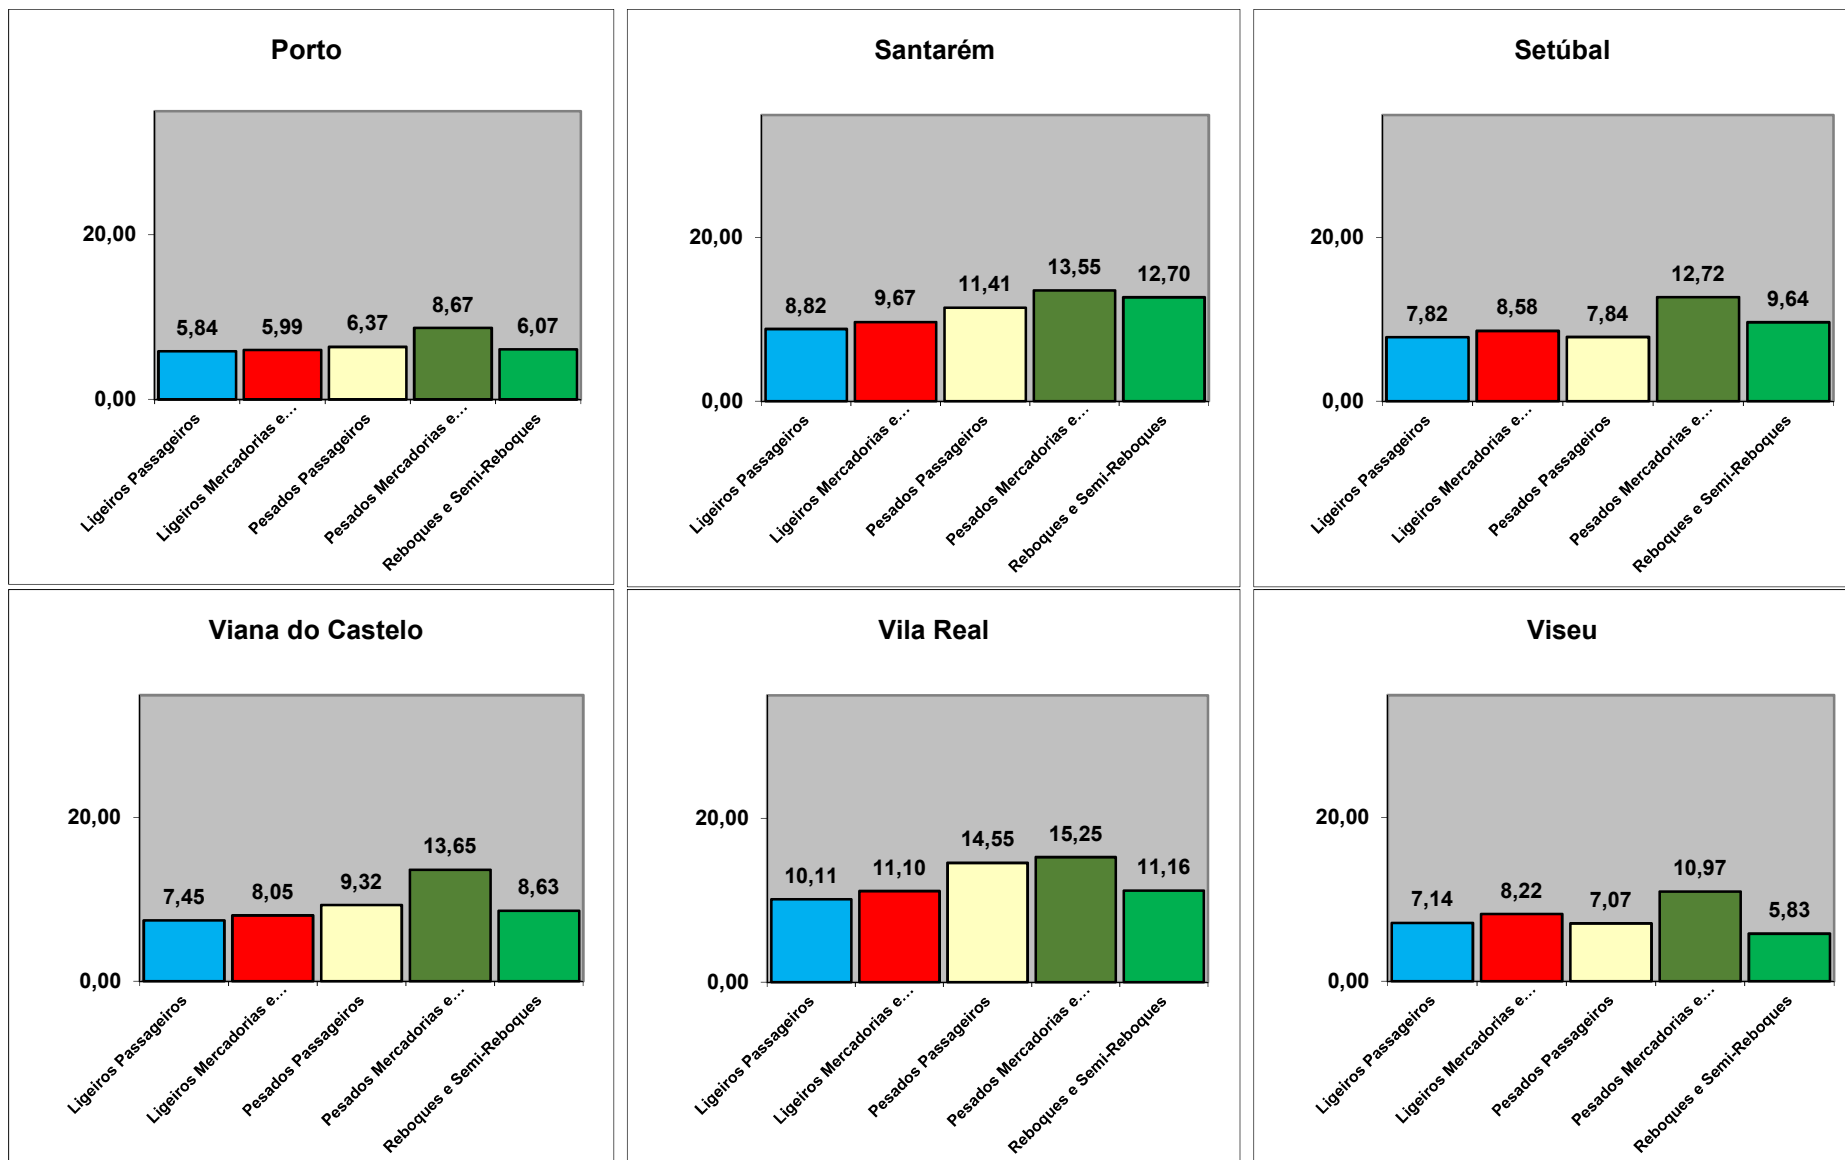 Porto
20,00
0,00
5,84
5,99
6,37
8,67
6,07
Ligeiros Passageiros
Ligeiros Mercadorias e…
Pesados Passageiros
Pesados Mercadorias e…
Reboques e Semi-Reboques
Santarém
20,00
0,00
8,82
9,67
11,41
13,55
12,70
Ligeiros Passageiros
Ligeiros Mercadorias e…
Pesados Passageiros
Pesados Mercadorias e…
Reboques e Semi-Reboques
Setúbal
20,00
0,00
7,82
8,58
7,84
12,72
9,64
Ligeiros Passageiros
Ligeiros Mercadorias e…
Pesados Passageiros
Pesados Mercadorias e…
Reboques e Semi-Reboques
Viana do Castelo
20,00
0,00
7,45
8,05
9,32
13,65
8,63
Ligeiros Passageiros
Ligeiros Mercadorias e…
Pesados Passageiros
Pesados Mercadorias e…
Reboques e Semi-Reboques
Vila Real
20,00
0,00
10,11
11,10
14,55
15,25
11,16
Ligeiros Passageiros
Ligeiros Mercadorias e…
Pesados Passageiros
Pesados Mercadorias e…
Reboques e Semi-Reboques
Viseu
20,00
0,00
7,14
8,22
7,07
10,97
5,83
Ligeiros Passageiros
Ligeiros Mercadorias e…
Pesados Passageiros
Pesados Mercadorias e…
Reboques e Semi-Reboques